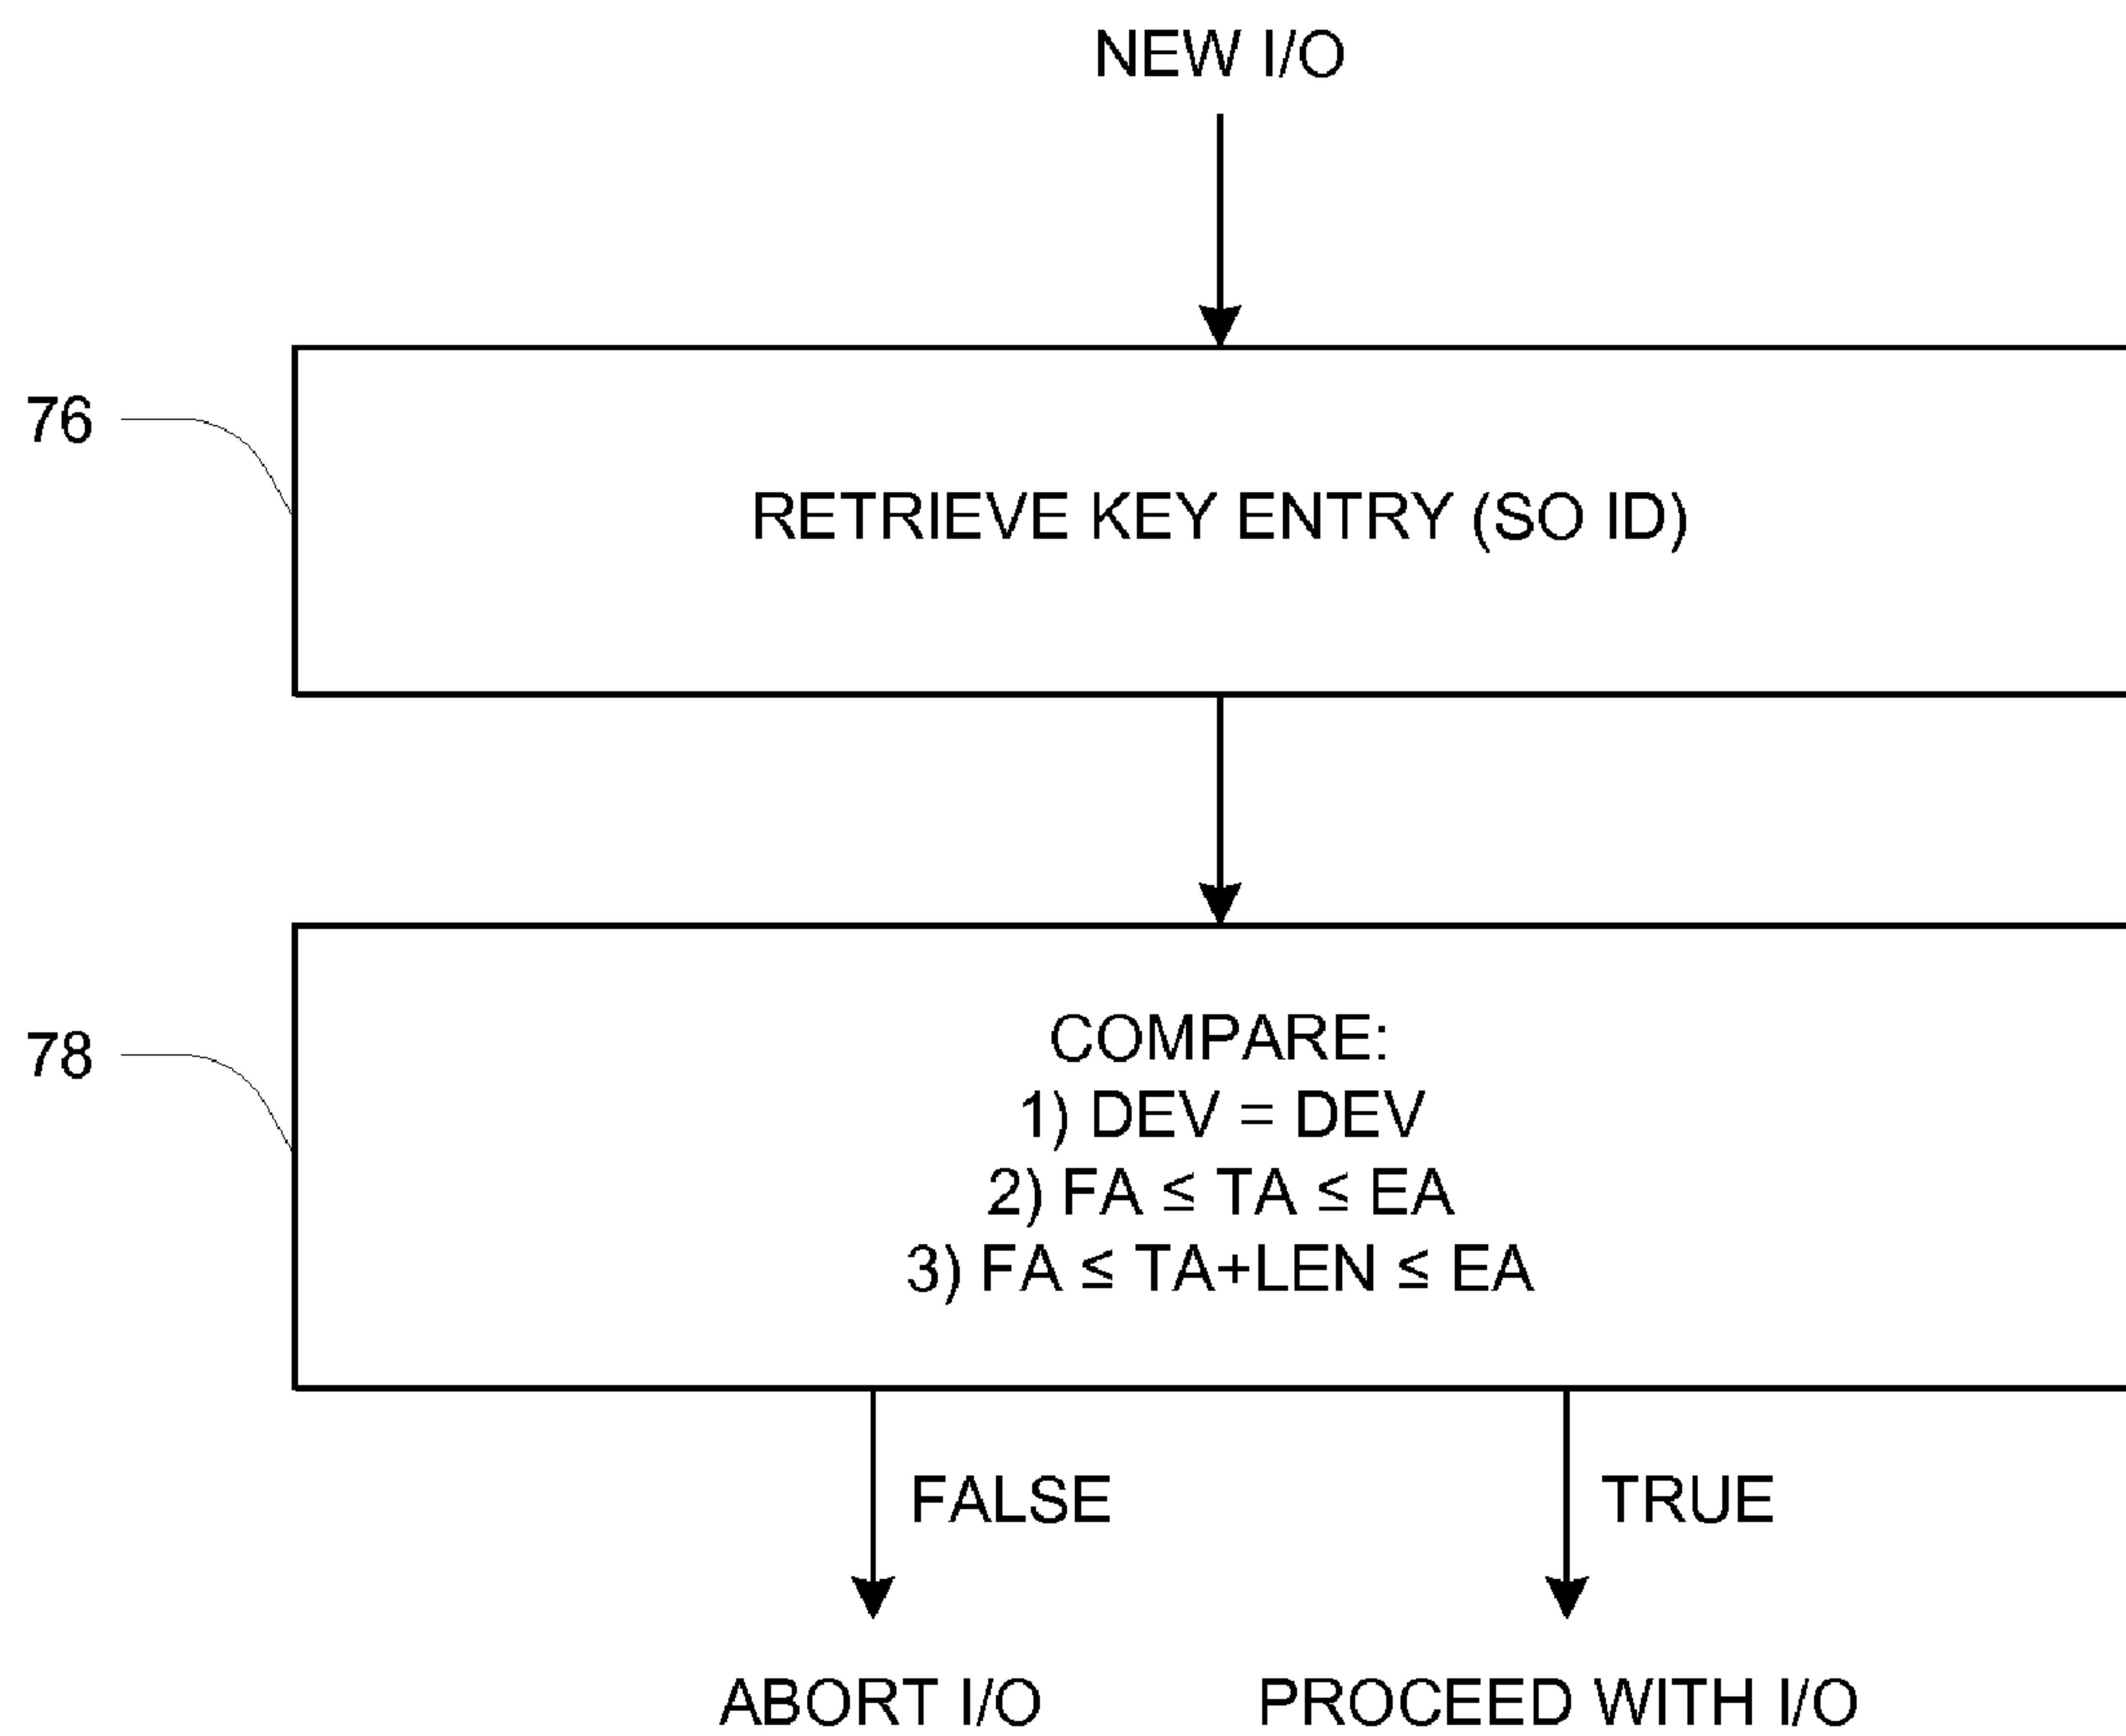 NEW I/O
76
RETRIEVE KEY ENTRY (SO ID)
78
COMPARE:
1) DEV = DEV
2) FA ≤ TA ≤ EA
3) FA ≤ TA+LEN ≤ EA
FALSE
TRUE
ABORT I/O
PROCEED WITH I/O